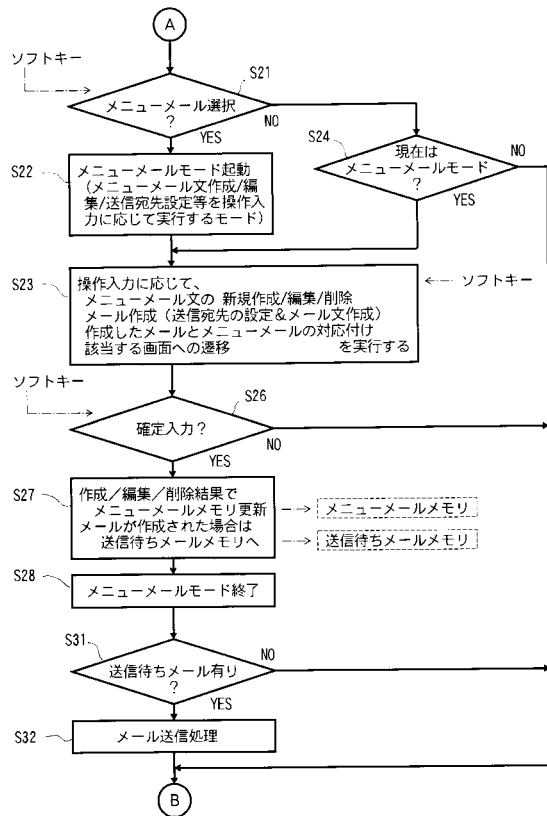 A
ソフトキー
S21
メニューメール選択
?
YES
NO
S24
現在は
メニューメールモード
?
NO
YES
S22
メニューメールモード起動
(メニューメール文作成/編
集/送信宛先設定等を操作入
力に応じて実行するモード)
S23
操作入力に応じて、
メニューメール文の 新規作成/編集/削除
メール作成(送信宛先の設定&メール文作成)
作成したメールとメニューメールの対応付け
該当する画面への遷移 を実行する
ソフトキー
ソフトキー
S26
確定入力?
NO
YES
S27
作成/編集/削除結果で
メニューメールメモリ更新
メールが作成された場合は
送信待ちメールメモリへ
メニューメールメモリ
送信待ちメールメモリ
S28
メニューメールモード終了
S31
送信待ちメール有り
?
NO
YES
S32
メール送信処理
B